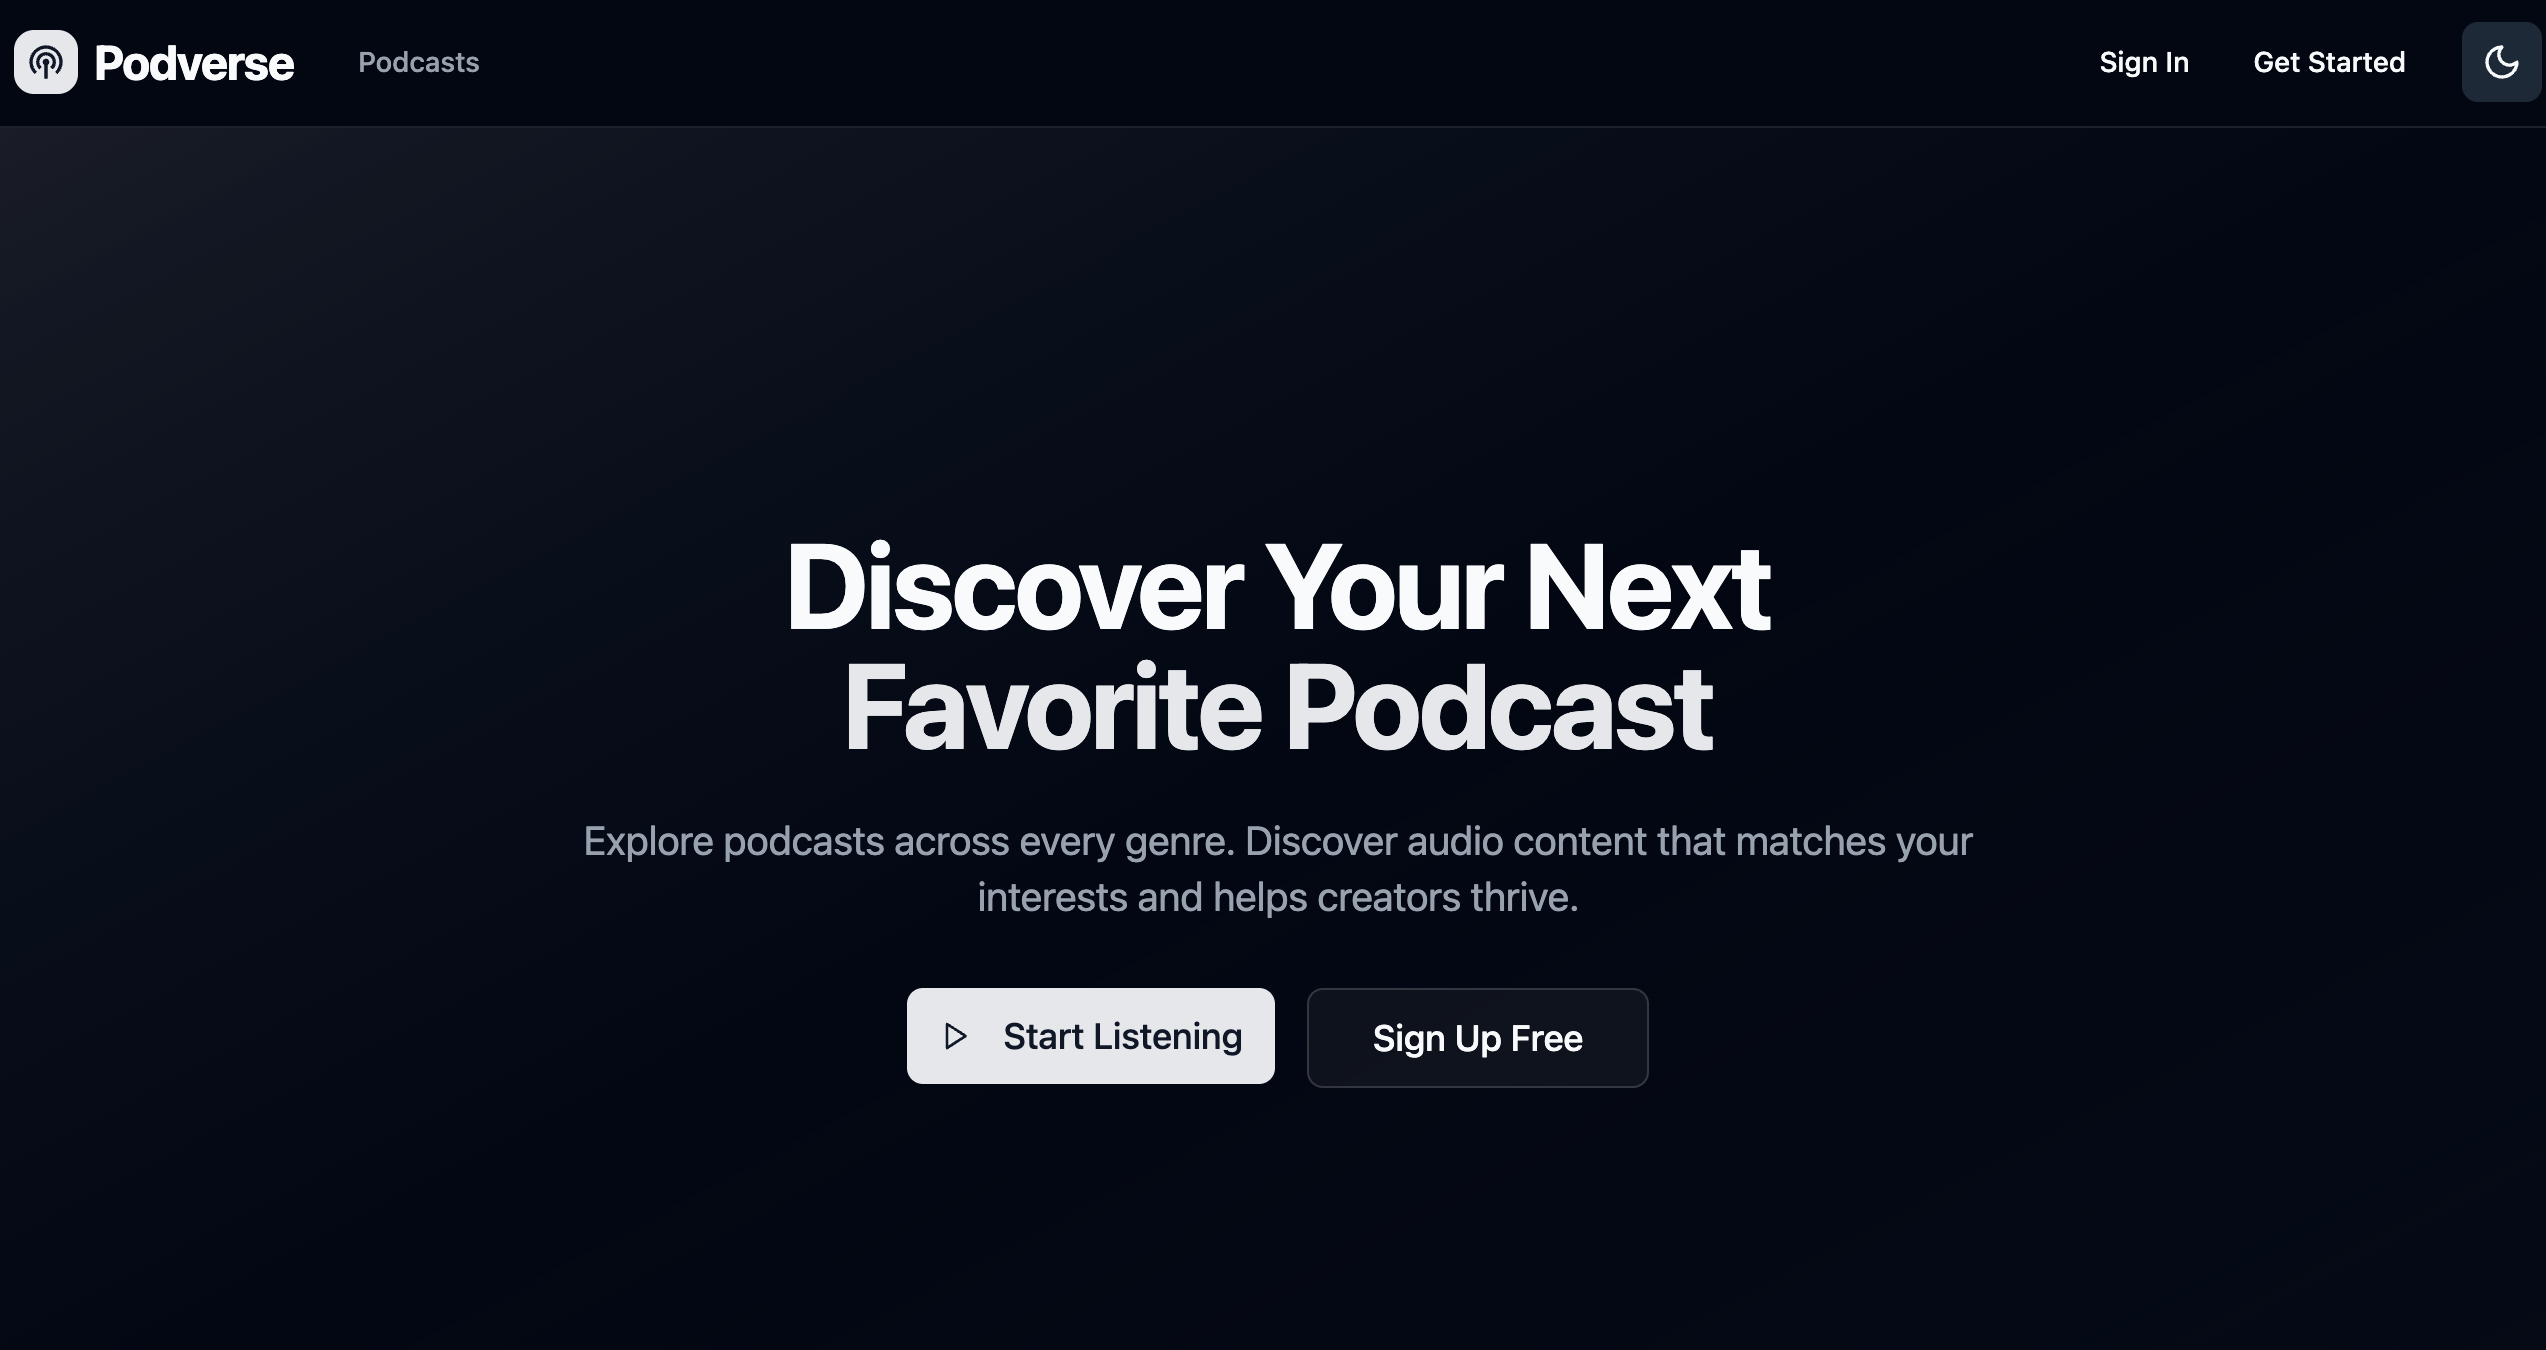 Podverse
Podcasts
Sign In
Get Started
Discover Your Next
Favorite Podcast
Explore podcasts across every genre. Discover audio content that matches your
interests and helps creators thrive.
Start Listening
Sign Up Free